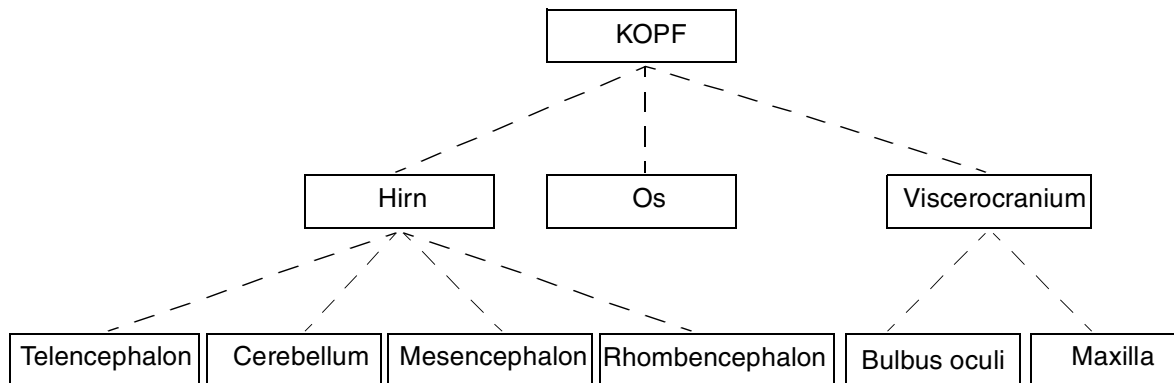 KOPF
Hirn Os Viscerocranium
Telencephalon Cerebellum Mesencephalon Rhombencephalon Bulbus oculi Maxilla